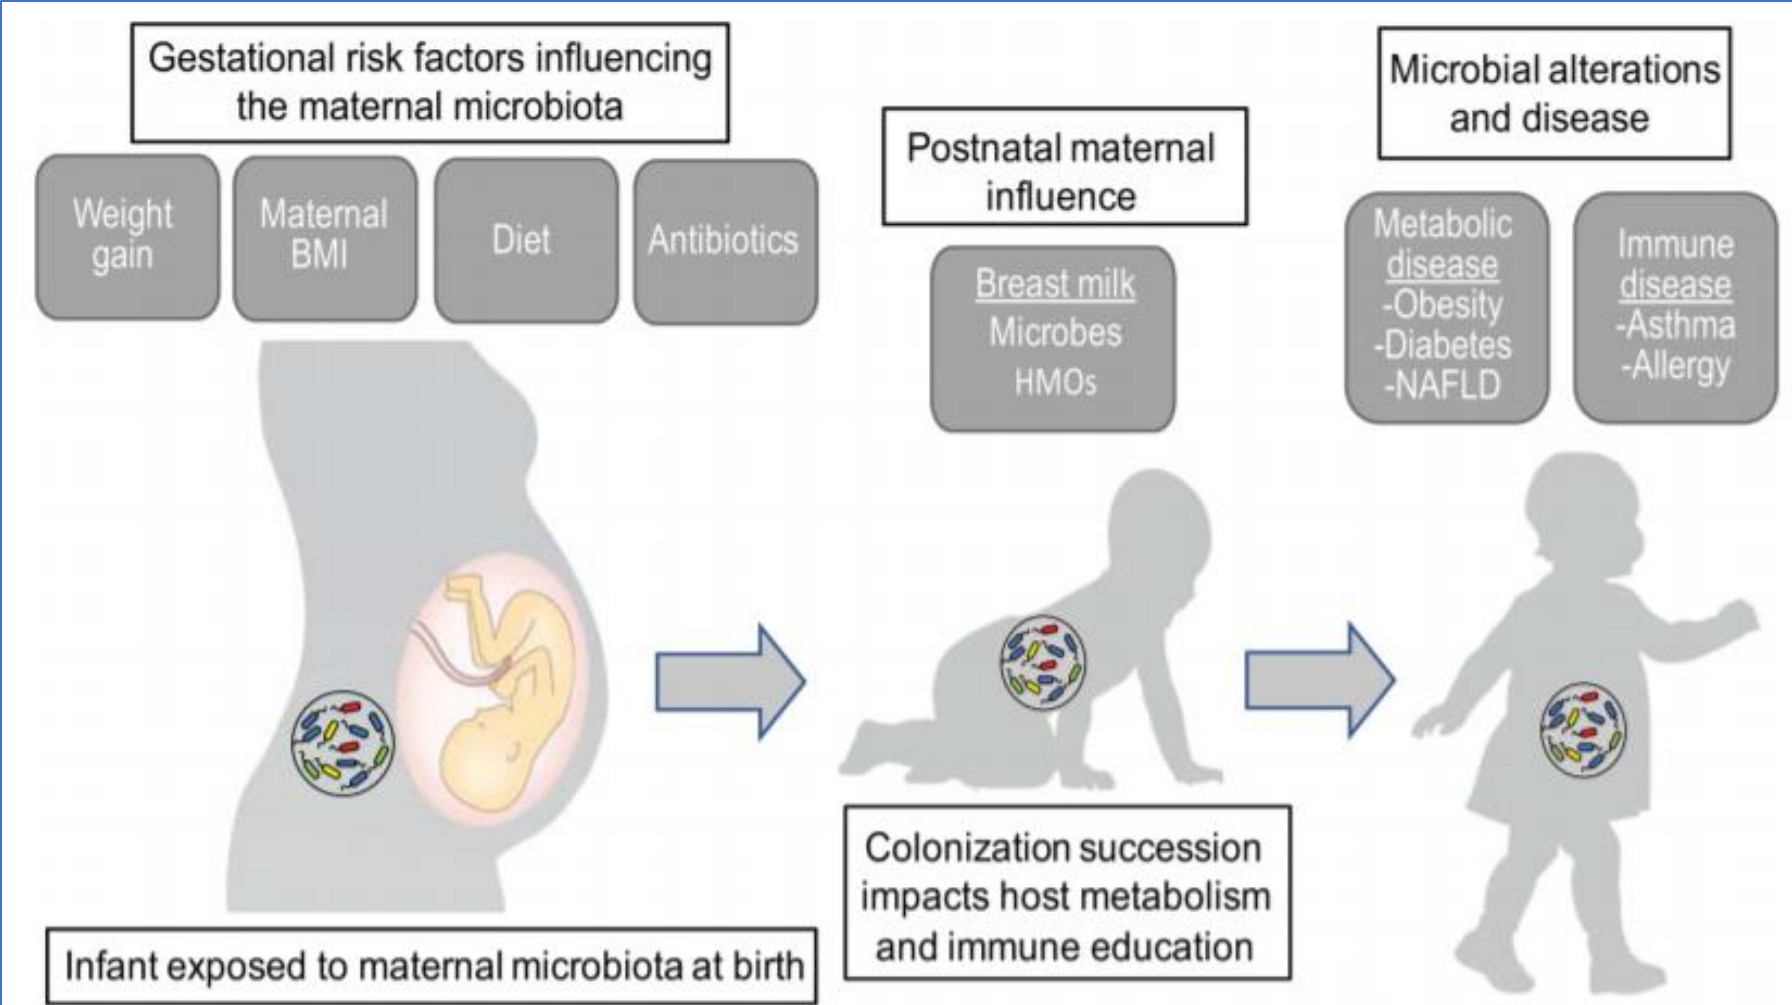 Gestational risk factors influencing
the maternal microbiota
Weight
gain
Maternal
BMI
Diet
Antibiotics
Infant exposed to maternal microbiota at birth
Postnatal maternal
influence
Breast milk
Microbes
HMOs
Colonization succession
impacts host metabolism
and immune education
Microbial alterations
and disease
Metabolic
disease
-Obesity
-Diabetes
-NAFLD
Immune
disease
-Asthma
-Allergy